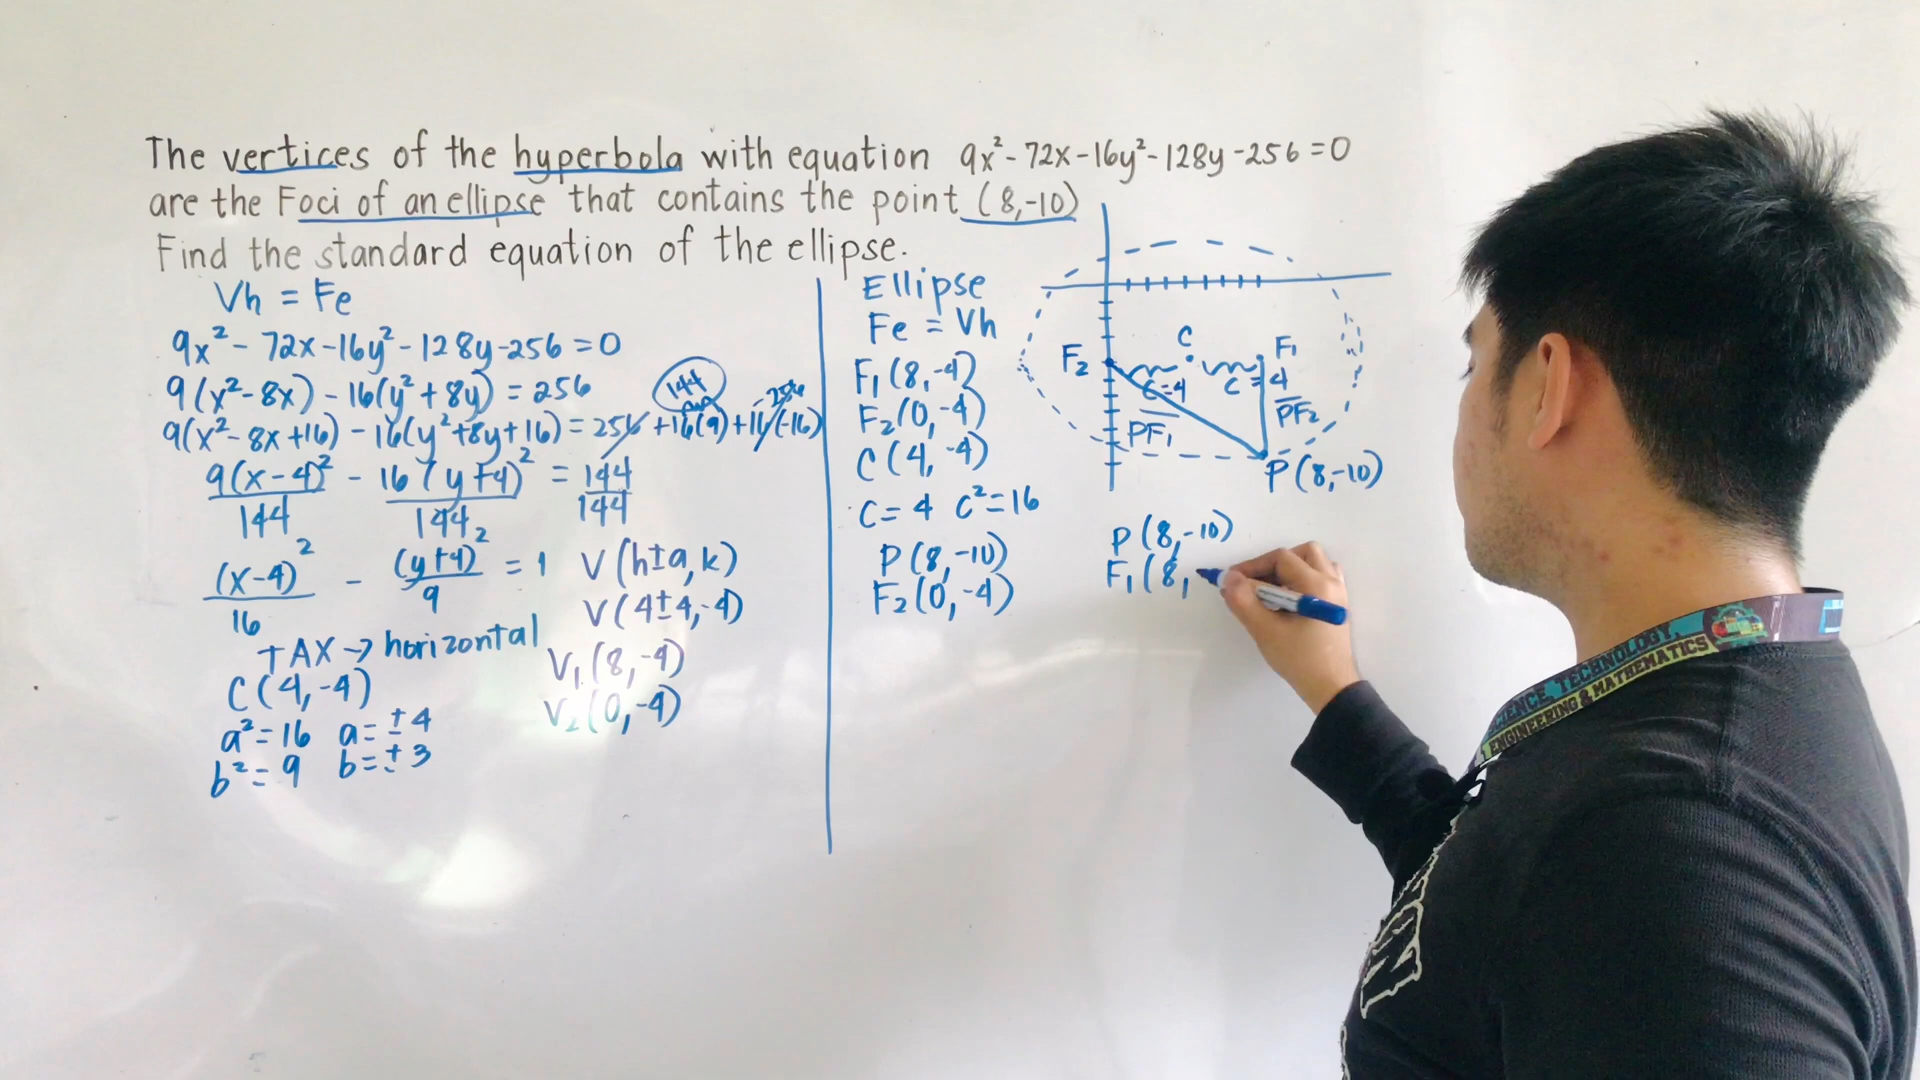 The vertices of the hyperbola with equation 9x² - 72x - 16y² - 128y - 256 = 0
are the Foci of an ellipse that contains the point (8,-10)
Find the standard equation of the ellipse.
Vh = Fe
9x² - 72x - 16y² - 128y - 256 = 0
9(x² - 8x) - 16(y² + 8y) = 256
144
-256
9(x² - 8x + 16) - 16(y² + 8y + 16) = 256 + 16(9) + 16(-16)
9(x-4)² - 16(y+4)² = 144
144 144 144
(x-4)² - (y+4)² = 1
16 9
TAX → horizontal
C(4,-4)
a² = 16 a = ±4
b² = 9 b = ±3
V(h±a, k)
V(4±4,-4)
V₁(8,-4)
V₂(0,-4)
Ellipse
Fe = Vh
F₁(8,-4)
F₂(0,-4)
C(4,-4)
C = 4 C² = 16
P(8,-10)
F₂(0,-4)
C
F₂
F₁
C=4
C=4
PF₁
PF₂
P(8,-10)
P(8,-10)
F₁(8,
SCIENCE, TECHNOLOGY,
ENGINEERING & MATHEMATICS